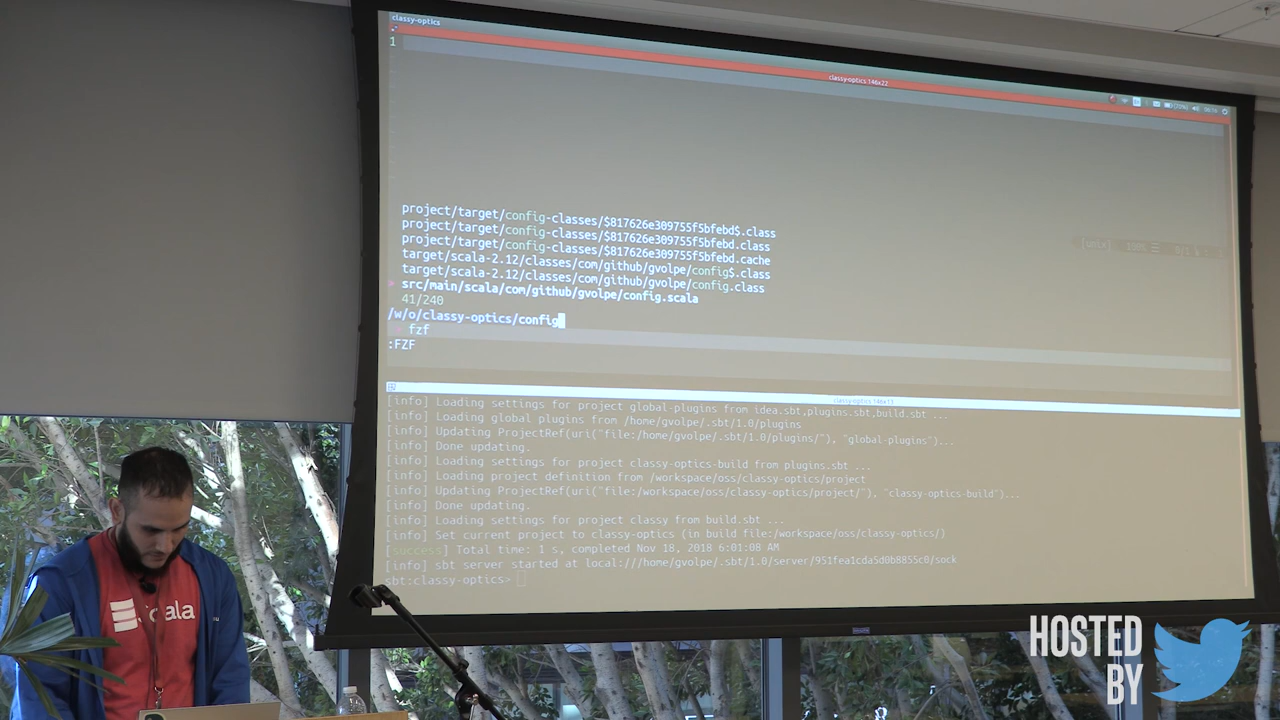 classy-optics
1
classy-optics 146x22
project/target/config-classes/$817626e309755f5bfebd$.class
project/target/config-classes/$817626e309755f5bfebd.class
project/target/config-classes/$817626e309755f5bfebd.cache
target/scala-2.12/classes/com/github/gvolpe/config$.class
target/scala-2.12/classes/com/github/gvolpe/config.class
src/main/scala/com/github/gvolpe/config.scala
41/240
/w/o/classy-optics/config
fzf
:FZF
[unix] 100%
classy-optics 146x13
[info] Loading settings for project global-plugins from idea.sbt,plugins.sbt,build.sbt ...
[info] Loading global plugins from /home/gvolpe/.sbt/1.0/plugins
[info] Updating ProjectRef(uri("file:/home/gvolpe/.sbt/1.0/plugins/"), "global-plugins")...
[info] Done updating.
[info] Loading settings for project classy-optics-build from plugins.sbt ...
[info] Loading project definition from /workspace/oss/classy-optics/project
[info] Updating ProjectRef(uri("file:/workspace/oss/classy-optics/project/"), "classy-optics-build")...
[info] Done updating.
[info] Loading settings for project classy from build.sbt ...
[info] Set current project to classy-optics (in build file:/workspace/oss/classy-optics/)
[success] Total time: 1 s, completed Nov 18, 2018 6:01:08 AM
[info] sbt server started at local:///home/gvolpe/.sbt/1.0/server/951fea1cda5d0b8855c0/sock
sbt:classy-optics>
Scala
HOSTED
BY